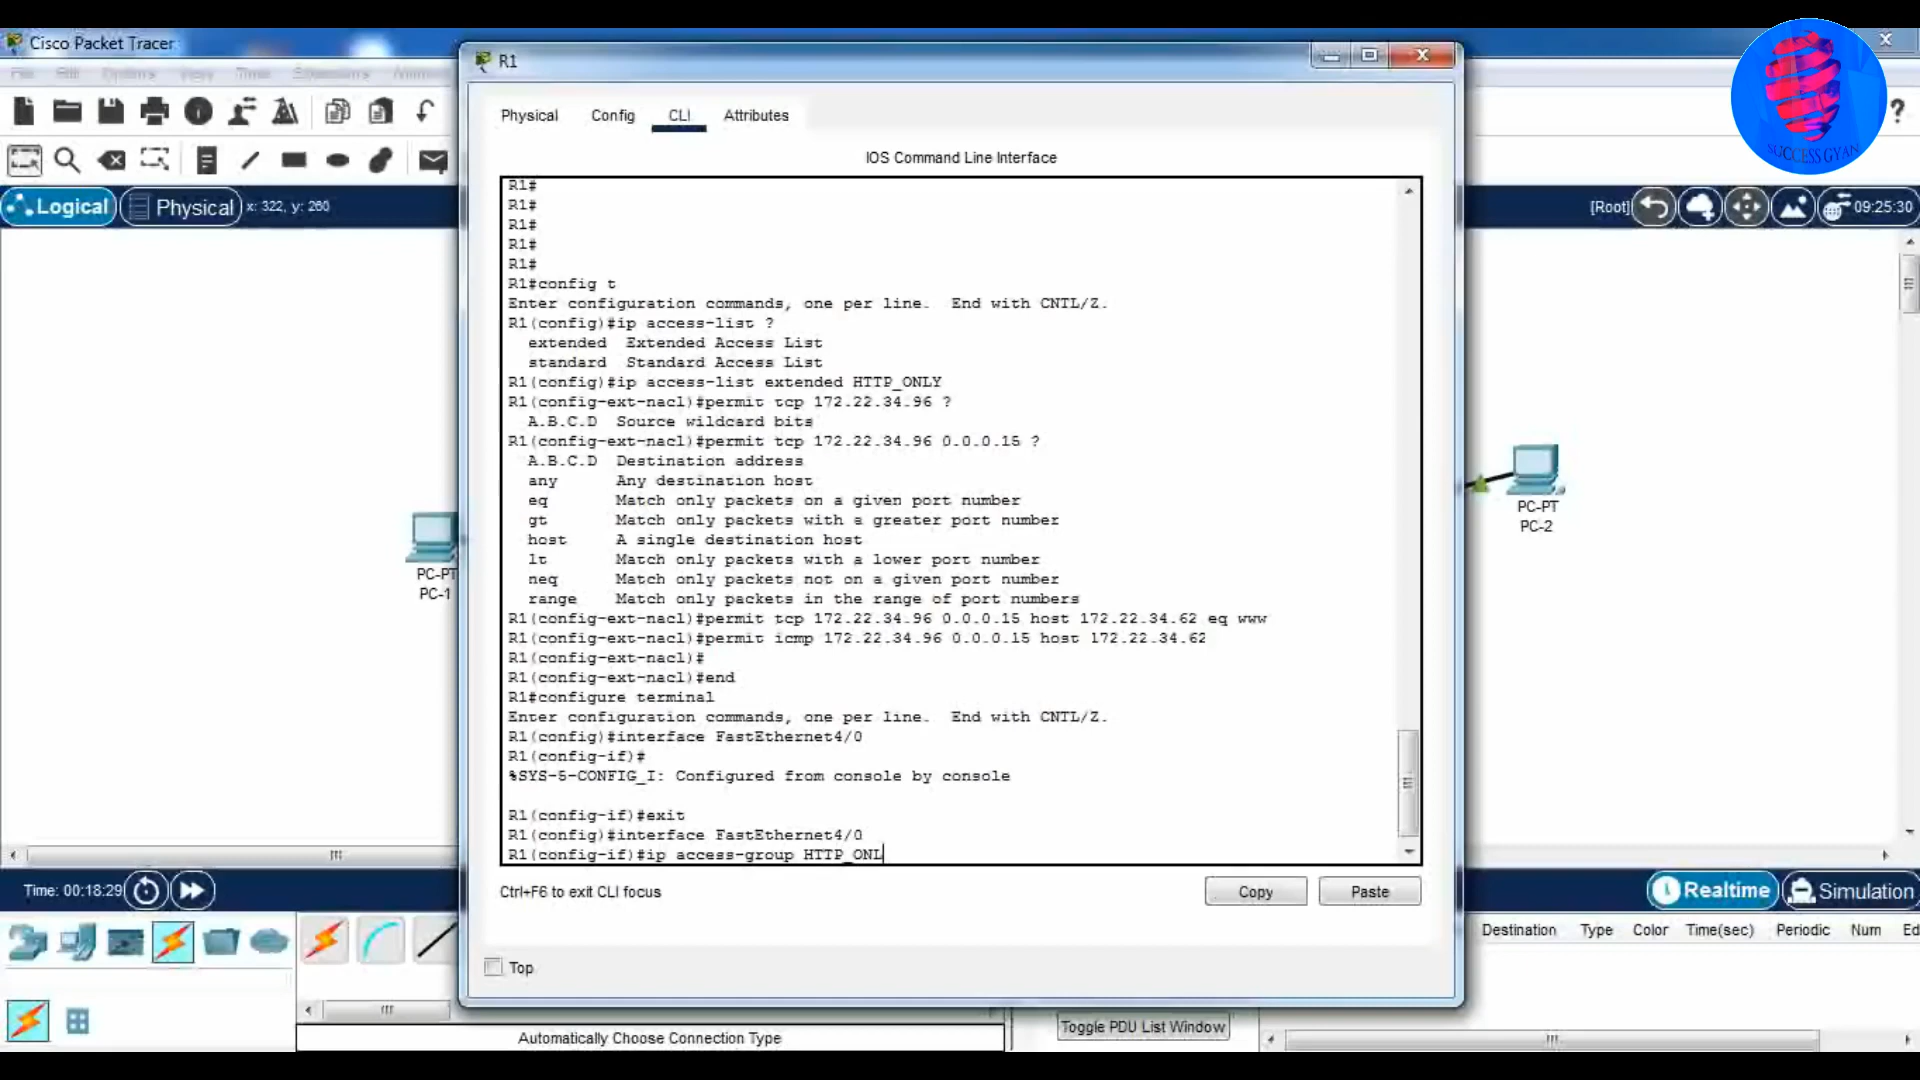 Cisco Packet Tracer
R1
?
SUCCESS GYAN
Physical
Config
CLI
Attributes
IOS Command Line Interface
Logical
Physical
x: 322, y: 260
[Root]
09:25:30
R1#
R1#
R1#
R1#
R1#
R1#config t
Enter configuration commands, one per line.  End with CNTL/Z.
R1(config)#ip access-list ?
extended  Extended Access List
standard  Standard Access List
R1(config)#ip access-list extended HTTP_ONLY
R1(config-ext-nacl)#permit tcp 172.22.34.96 ?
A.B.C.D  Source wildcard bits
R1(config-ext-nacl)#permit tcp 172.22.34.96 0.0.0.15 ?
A.B.C.D  Destination address
any      Any destination host
eq       Match only packets on a given port number
gt       Match only packets with a greater port number
host     A single destination host
lt       Match only packets with a lower port number
neq      Match only packets not on a given port number
range    Match only packets in the range of port numbers
R1(config-ext-nacl)#permit tcp 172.22.34.96 0.0.0.15 host 172.22.34.62 eq www
R1(config-ext-nacl)#permit icmp 172.22.34.96 0.0.0.15 host 172.22.34.62
R1(config-ext-nacl)#
R1(config-ext-nacl)#end
R1#configure terminal
Enter configuration commands, one per line.  End with CNTL/Z.
R1(config)#interface FastEthernet4/0
R1(config-if)#
%SYS-5-CONFIG_I: Configured from console by console
R1(config-if)#exit
R1(config)#interface FastEthernet4/0
R1(config-if)#ip access-group HTTP_ONL
PC-PT
PC-1
PC-PT
PC-2
Ctrl+F6 to exit CLI focus
Copy
Paste
Top
Time: 00:18:29
Realtime
Simulation
Destination
Type
Color
Time(sec)
Periodic
Num
Ed
Toggle PDU List Window
Automatically Choose Connection Type